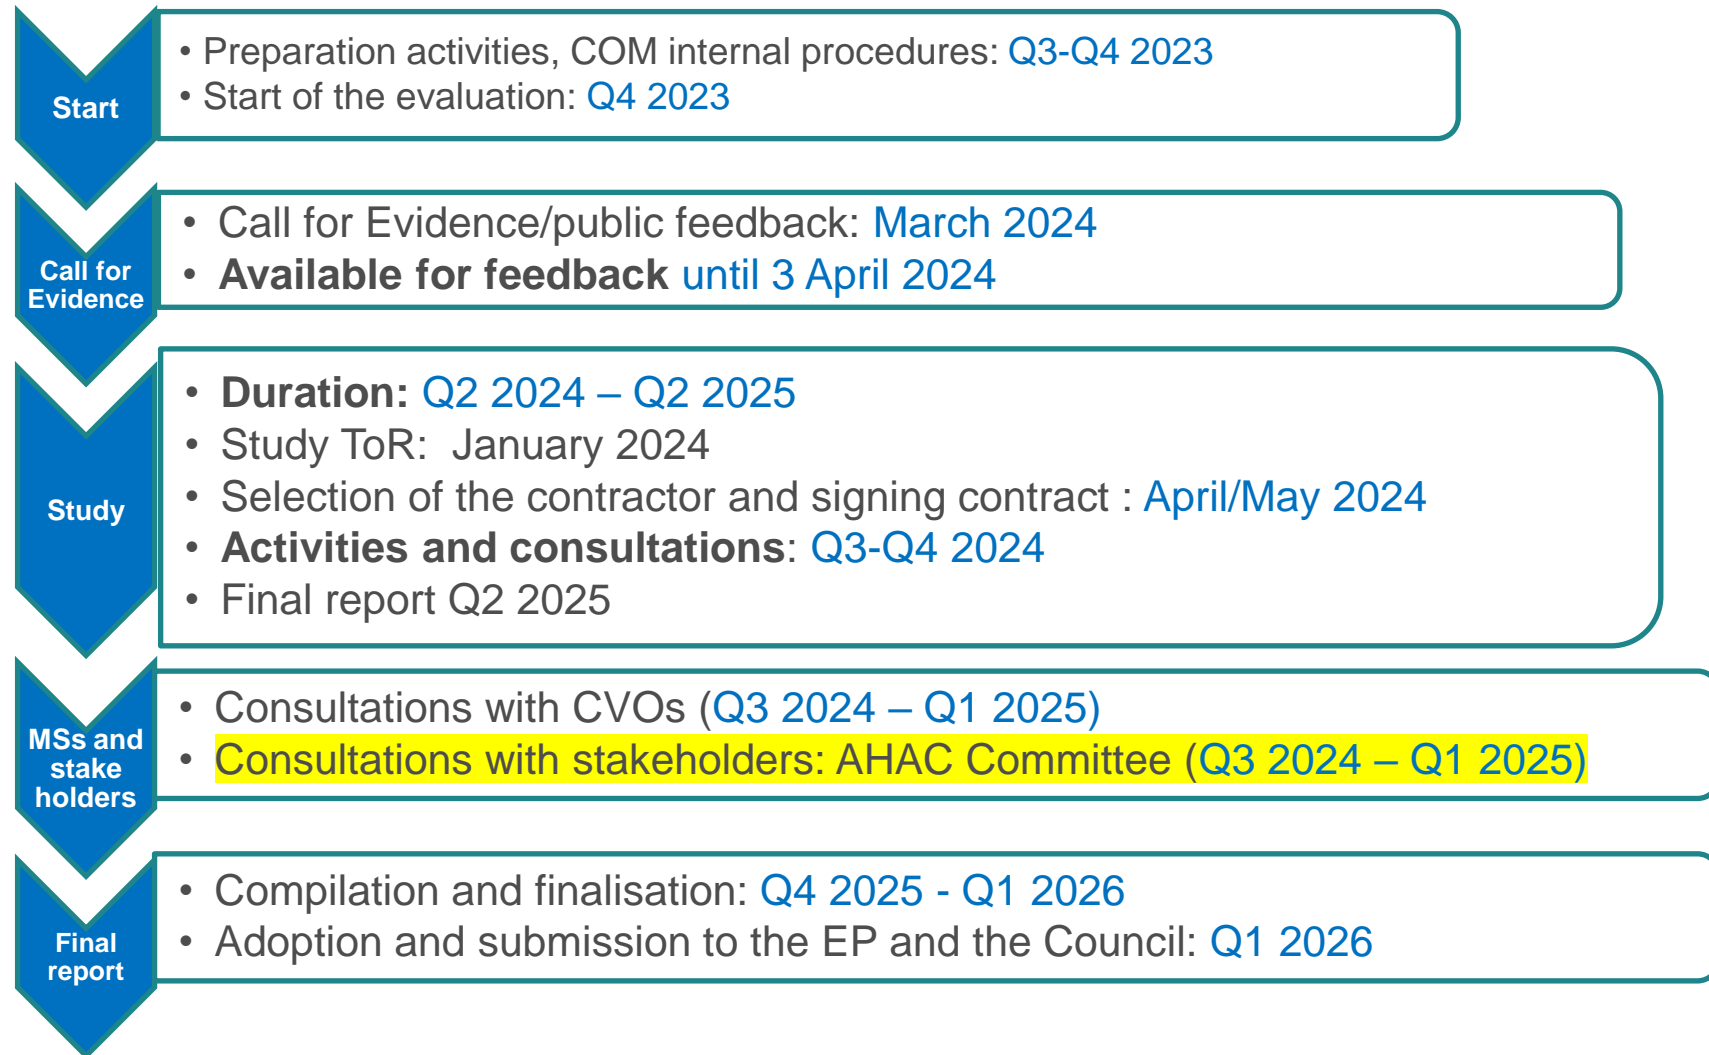 Start
• Preparation activities, COM internal procedures: Q3-Q4 2023
• Start of the evaluation: Q4 2023
Call for
Evidence
• Call for Evidence/public feedback: March 2024
• Available for feedback until 3 April 2024
Study
• Duration: Q2 2024 – Q2 2025
• Study ToR:  January 2024
• Selection of the contractor and signing contract : April/May 2024
• Activities and consultations: Q3-Q4 2024
• Final report Q2 2025
MSs and
stake
holders
• Consultations with CVOs (Q3 2024 – Q1 2025)
• Consultations with stakeholders: AHAC Committee (Q3 2024 – Q1 2025)
Final
report
• Compilation and finalisation: Q4 2025 - Q1 2026
• Adoption and submission to the EP and the Council: Q1 2026